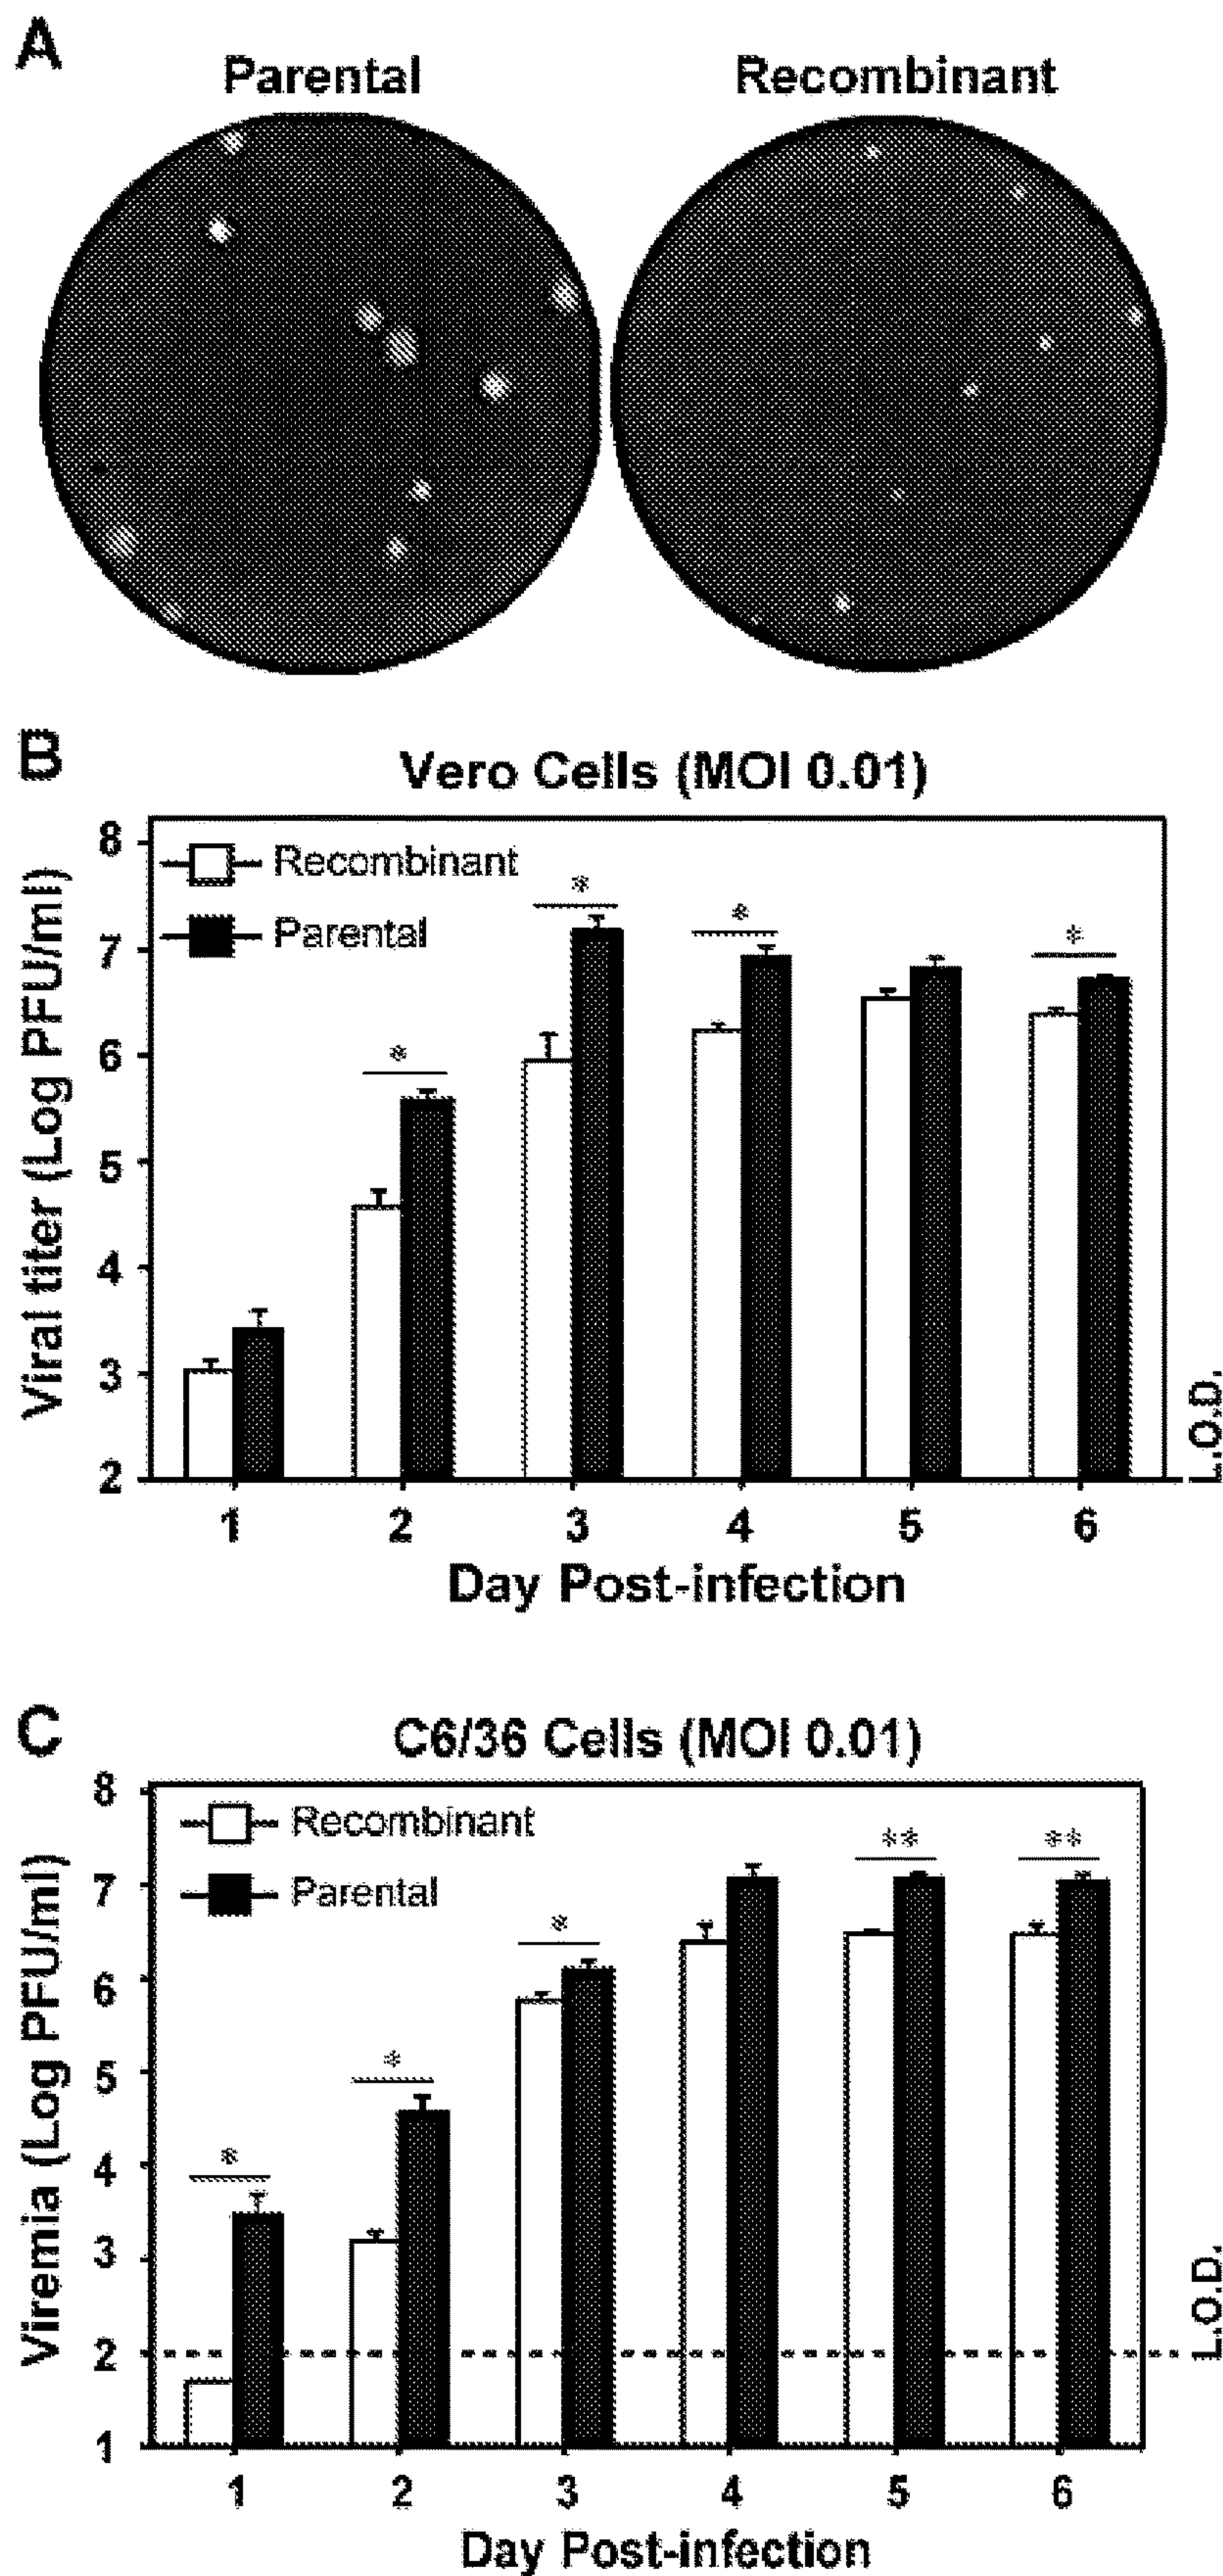 A
Parental
Recombinant
B
Vero Cells (MOI 0.01)
Viral titer (Log PFU/ml)
8
7
6
5
4
3
2
Recombinant
Parental
*
*
*
*
L.O.D.
1 2 3 4 5 6
Day Post-infection
C
C6/36 Cells (MOI 0.01)
Viremia (Log PFU/ml)
8
7
6
5
4
3
2
1
Recombinant
Parental
*
*
*
**
**
L.O.D.
1 2 3 4 5 6
Day Post-infection